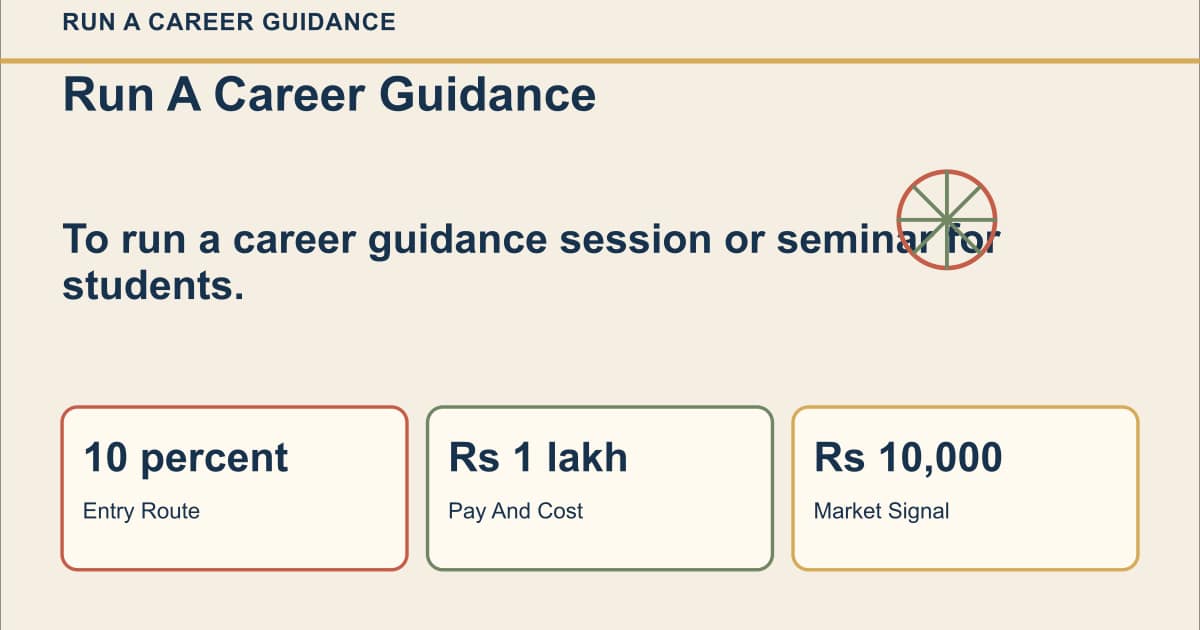 RUN A CAREER GUIDANCE
Run A Career Guidance
To run a career guidance session or seminar for
students.
10 percent
Entry Route
Rs 1 lakh
Pay And Cost
Rs 10,000
Market Signal